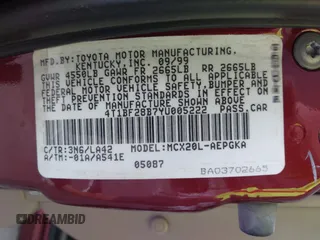 MFD.BY:TOYOTA MOTOR MANUFACTURING,
KENTUCKY,INC. 09/99
GVWR 4550LB GAWR FR 2665LB RR 2665LB
THIS VEHICLE CONFORMS TO ALL APPLICABLE
FEDERAL MOTOR VEHICLE SAFETY,BUMPER AND
THEFT PREVENTION STANDARDS IN EFFECT ON
THE DATE OF MANUFACTURE SHOWN ABOVE.
4T1BF28B7YU005222 PASS.CAR
C/TR:3N6/LA42 MODEL:MCX20L-AEPGKA
A/TM:-01A/A541E
050B7
BA03702665
AUTOBIDMASTER